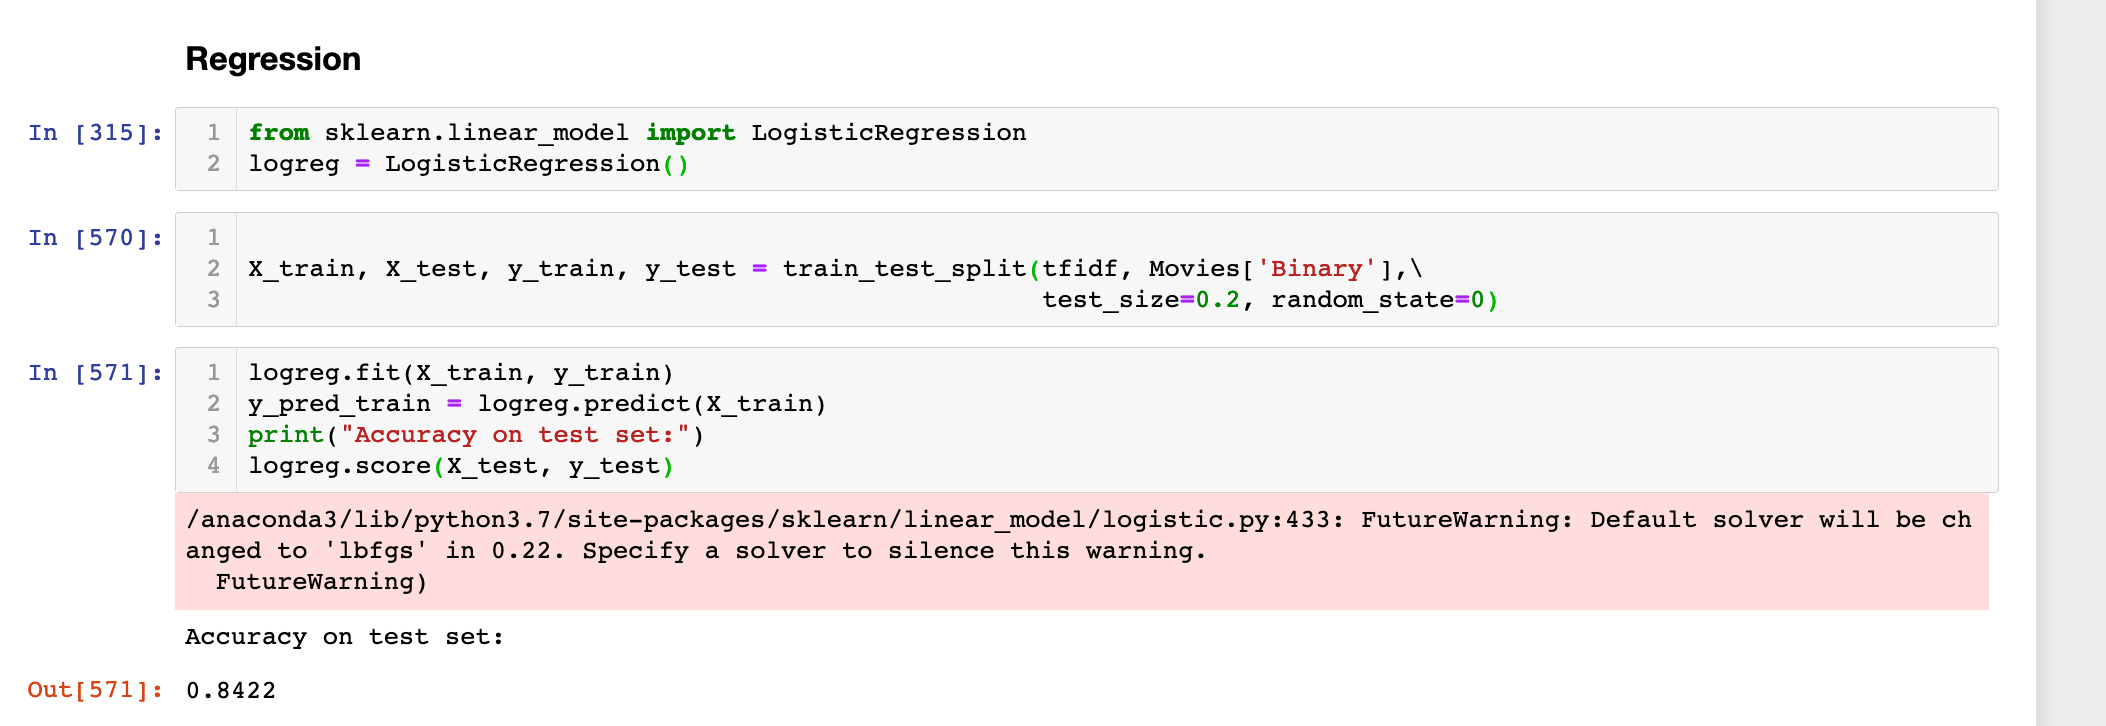 Regression
In [315]:
1 from sklearn.linear_model import LogisticRegression
2 logreg = LogisticRegression()
In [570]:
1
2 X_train, X_test, y_train, y_test = train_test_split(tfidf, Movies['Binary'],\
3 test_size=0.2, random_state=0)
In [571]:
1 logreg.fit(X_train, y_train)
2 y_pred_train = logreg.predict(X_train)
3 print("Accuracy on test set:")
4 logreg.score(X_test, y_test)
/anaconda3/lib/python3.7/site-packages/sklearn/linear_model/logistic.py:433: FutureWarning: Default solver will be ch
anged to 'lbfgs' in 0.22. Specify a solver to silence this warning.
FutureWarning)
Accuracy on test set:
Out[571]: 0.8422